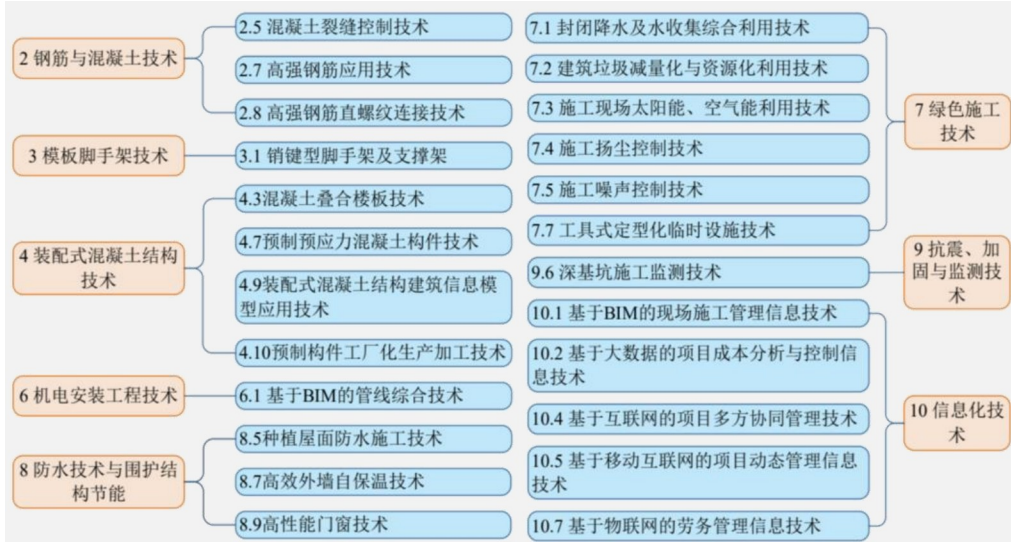 2 钢筋与混凝土技术
2.5 混凝土裂缝控制技术
2.7 高强钢筋应用技术
2.8 高强钢筋直螺纹连接技术
3 模板脚手架技术
3.1 销键型脚手架及支撑架
4 装配式混凝土结构
技术
4.3混凝土叠合楼板技术
4.7预制预应力混凝土构件技术
4.9装配式混凝土结构建筑信息模
型应用技术
4.10预制构件工厂化生产加工技术
6 机电安装工程技术
6.1 基于BIM的管线综合技术
8 防水技术与围护结
构节能
8.5种植屋面防水施工技术
8.7高效外墙自保温技术
8.9高性能门窗技术
7.1 封闭降水及水收集综合利用技术
7.2 建筑垃圾减量化与资源化利用技术
7.3 施工现场太阳能、空气能利用技术
7.4 施工扬尘控制技术
7.5 施工噪声控制技术
7.7 工具式定型化临时设施技术
7 绿色施工
技术
9.6 深基坑施工监测技术
9 抗震、加
固与监测技
术
10.1 基于BIM的现场施工管理信息技术
10.2 基于大数据的项目成本分析与控制信
息技术
10.4 基于互联网的项目多方协同管理技术
10.5 基于移动互联网的项目动态管理信息
技术
10.7 基于物联网的劳务管理信息技术
10 信息化技
术